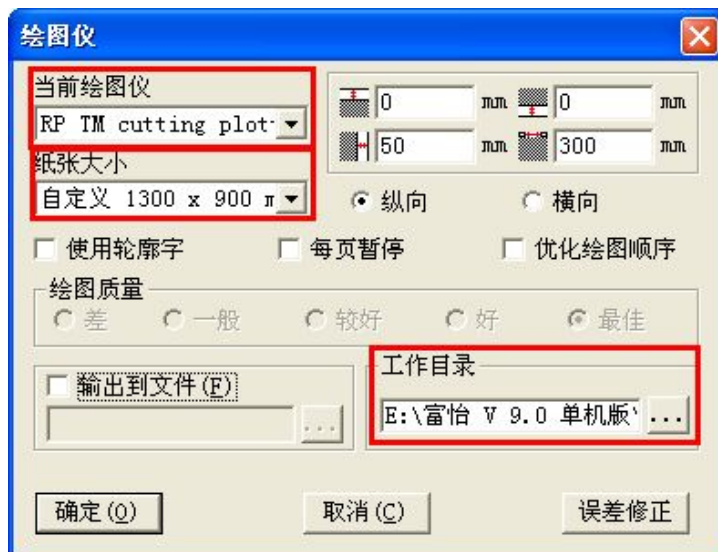 绘图仪
当前绘图仪
RP TM cutting plot
0 mm 0 mm
纸张大小
50 mm 300 mm
自定义 1300 x 900
纵向 横向
使用轮廓字 每页暂停 优化绘图顺序
绘图质量
差 一般 较好 好 最佳
工作目录
输出到文件(F)
E:\富怡 V 9.0 单机版
...
...
确定(O) 取消(C) 误差修正